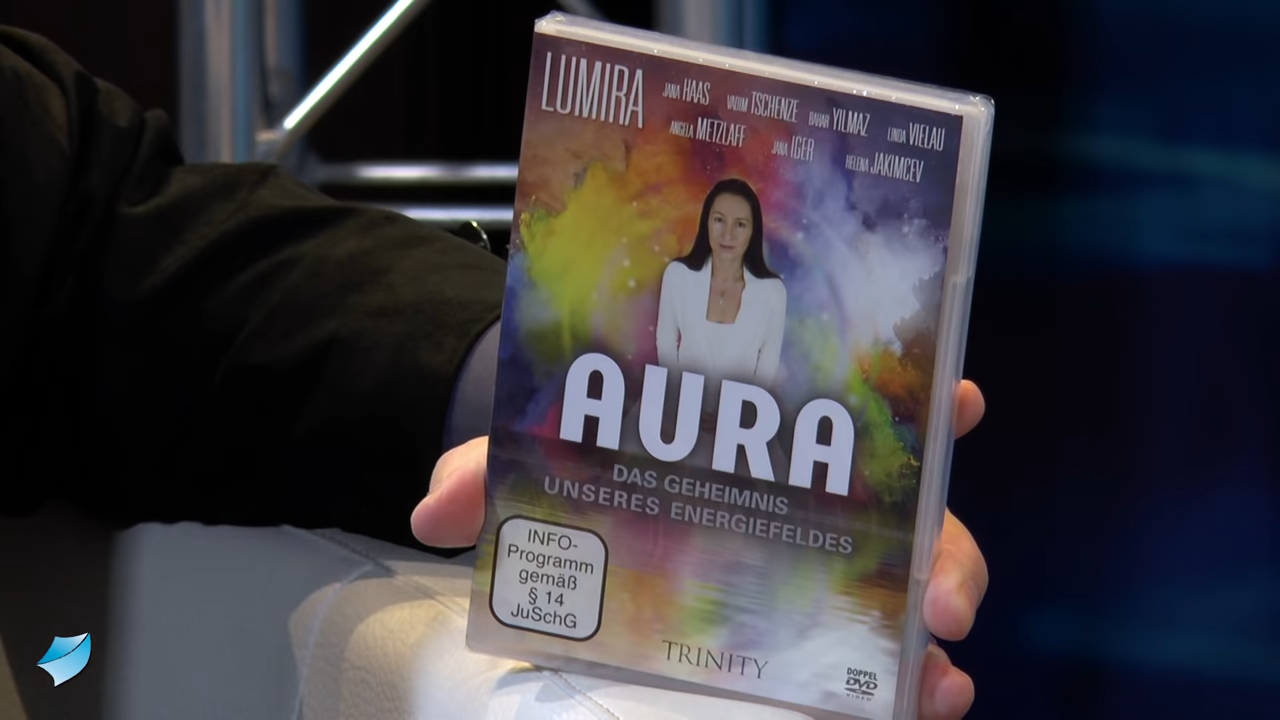 LUMIRA
JANA HAAS VADIM TSCHENZE BAHAR YILMAZ LINDA VIELAU
ANGELA METZLAFF JANA IGER HELENA JAKIMCEV
AURA
DAS GEHEIMNIS
UNSERES ENERGIEFELDES
INFO-
Programm
gemäß
§ 14
JuSchG
TRINITY
DOPPEL
DVD
VIDEO